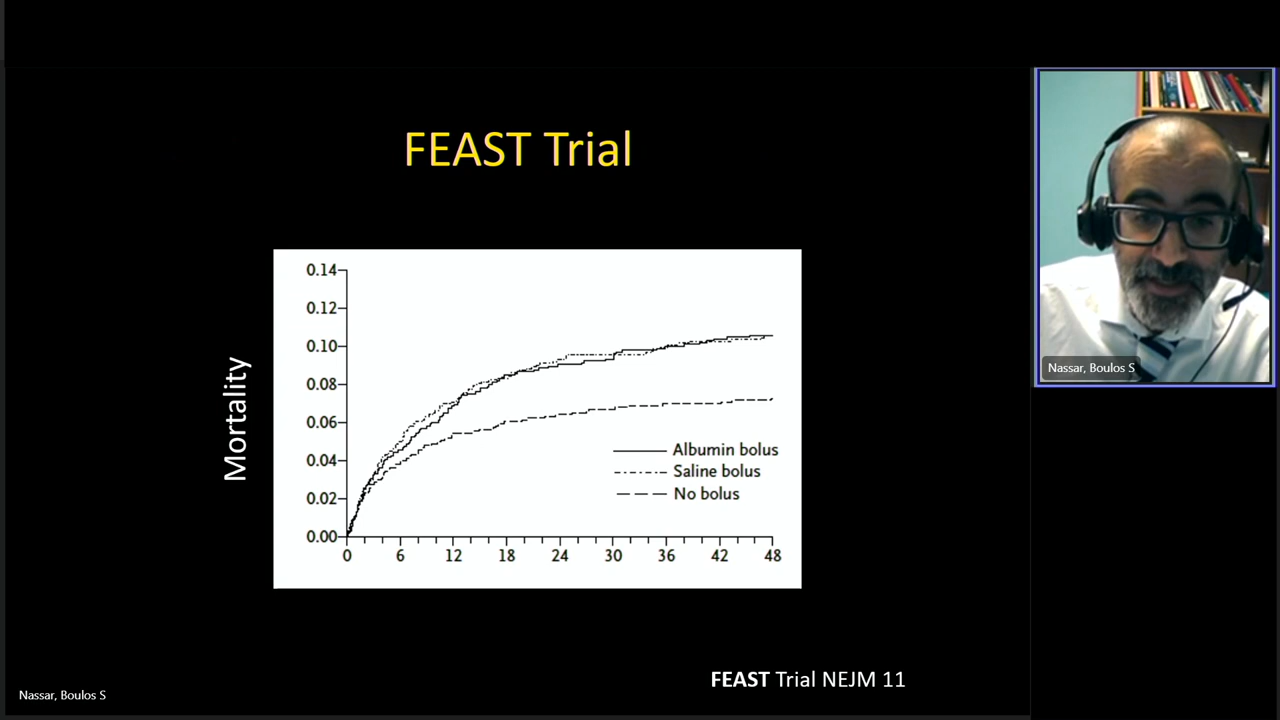 FEAST Trial
Mortality
0.14
0.12
0.10
0.08
0.06
0.04
0.02
0.00
0 6 12 18 24 30 36 42 48
Albumin bolus
Saline bolus
No bolus
FEAST Trial NEJM 11
Nassar, Boulos S
Nassar, Boulos S